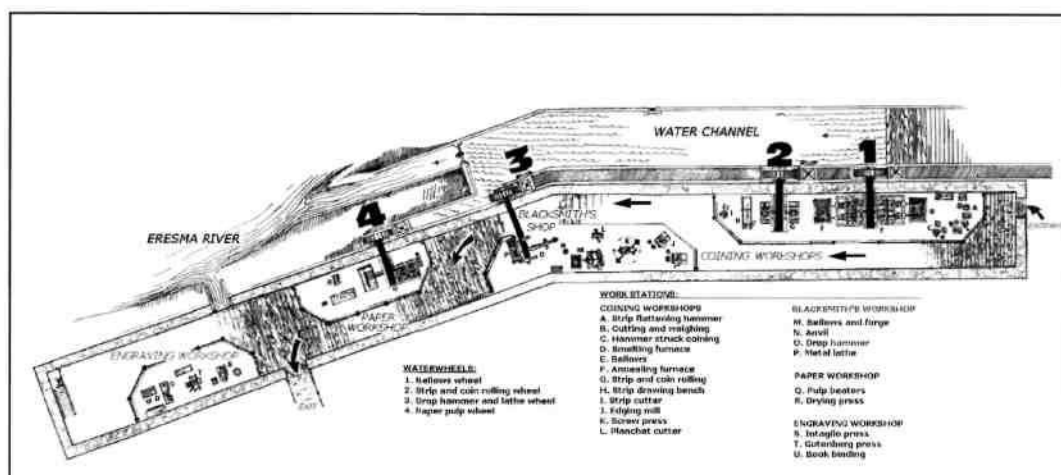 WATER CHANNEL
1
2
3
4
ERESMA RIVER
BLACKSMITH'S
SHOP
COINING WORKSHOPS
PAPER
WORKSHOP
ENGRAVING WORKSHOP
EXIT
WATERWHEELS:
1. Bellows wheel
2. Strip and coin rolling wheel
3. Drop hammer and lathe wheel
4. Paper pulp wheel
WORK STATIONS:
COINING WORKSHOPS
A. Strip flattening hammer
B. Cutting and weighing
C. Hammer struck coining
D. Smelting furnace
E. Bellows
F. Annealing furnace
G. Strip and coin rolling
H. Strip drawing bench
I. Strip cutter
J. Edging mill
K. Screw press
L. Planchet cutter
BLACKSMITH'S WORKSHOP
M. Bellows and forge
N. Anvil
O. Drop hammer
P. Metal lathe
PAPER WORKSHOP
Q. Pulp beaters
R. Drying press
ENGRAVING WORKSHOP
S. Intaglio press
T. Gutenberg press
U. Book binding